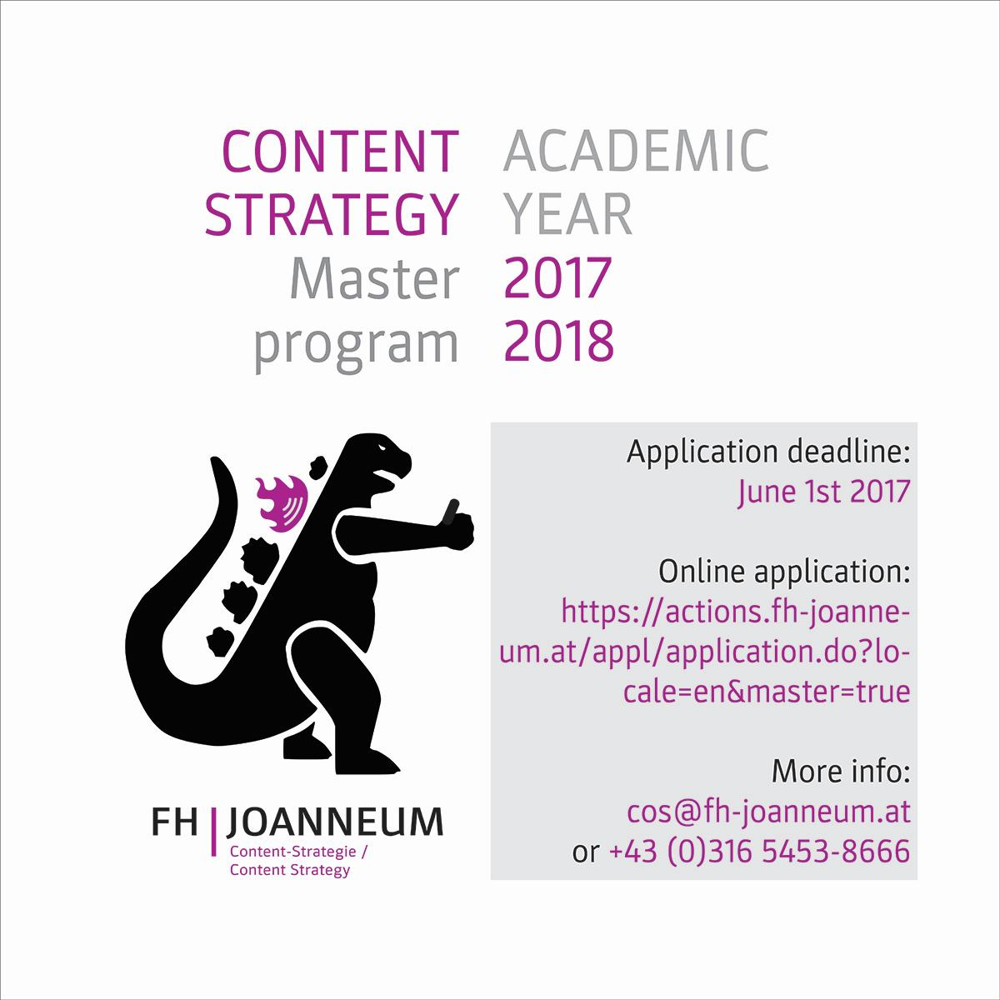 CONTENT
STRATEGY
Master
program
ACADEMIC
YEAR
2017
2018
Application deadline:
June 1st 2017
Online application:
https://actions.fh-joanne-
um.at/appl/application.do?lo-
cale=en&master=true
More info:
cos@fh-joanneum.at
or +43 (0)316 5453-8666
FH | JOANNEUM
Content-Strategie /
Content Strategy